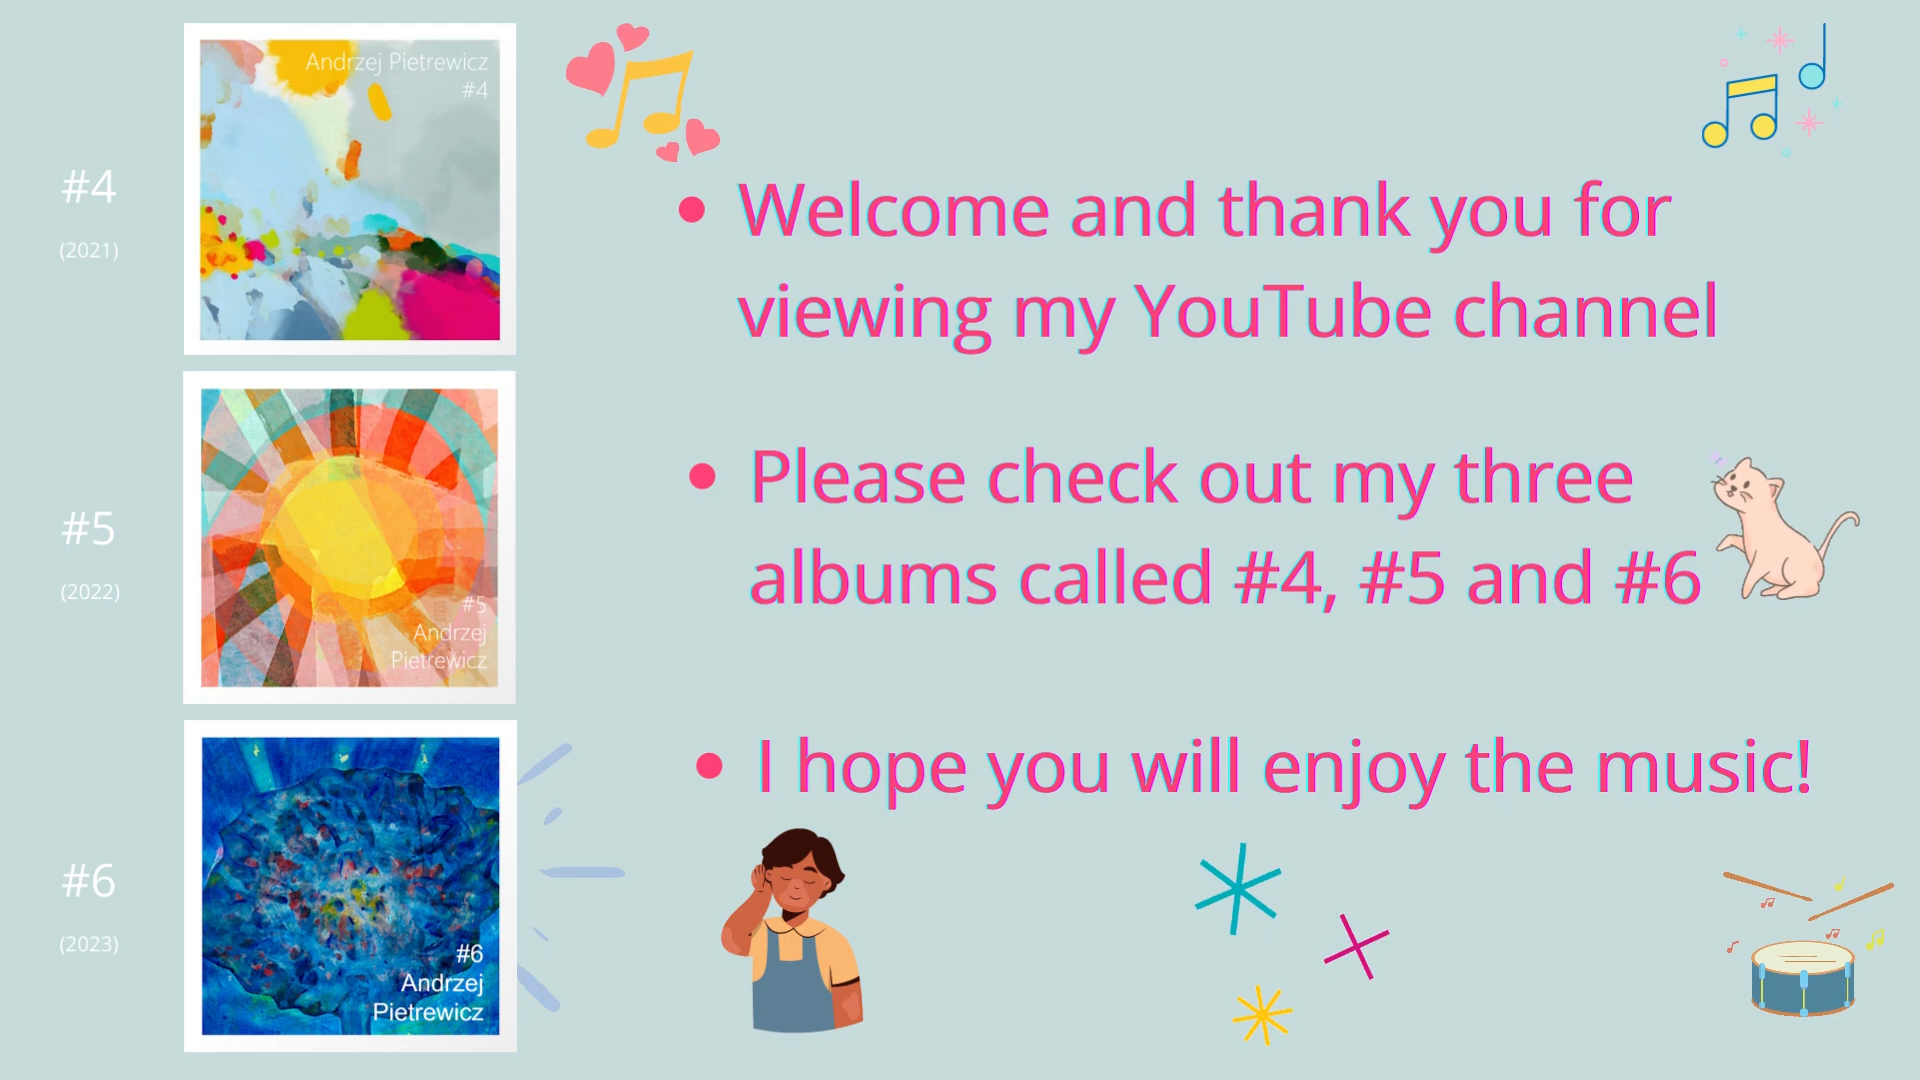 #4
(2021)
Andrzej Pietrewicz
#4
#5
(2022)
#5
Andrzej
Pietrewicz
#6
(2023)
#6
Andrzej
Pietrewicz
• Welcome and thank you for
viewing my YouTube channel
• Please check out my three
albums called #4, #5 and #6
• I hope you will enjoy the music!